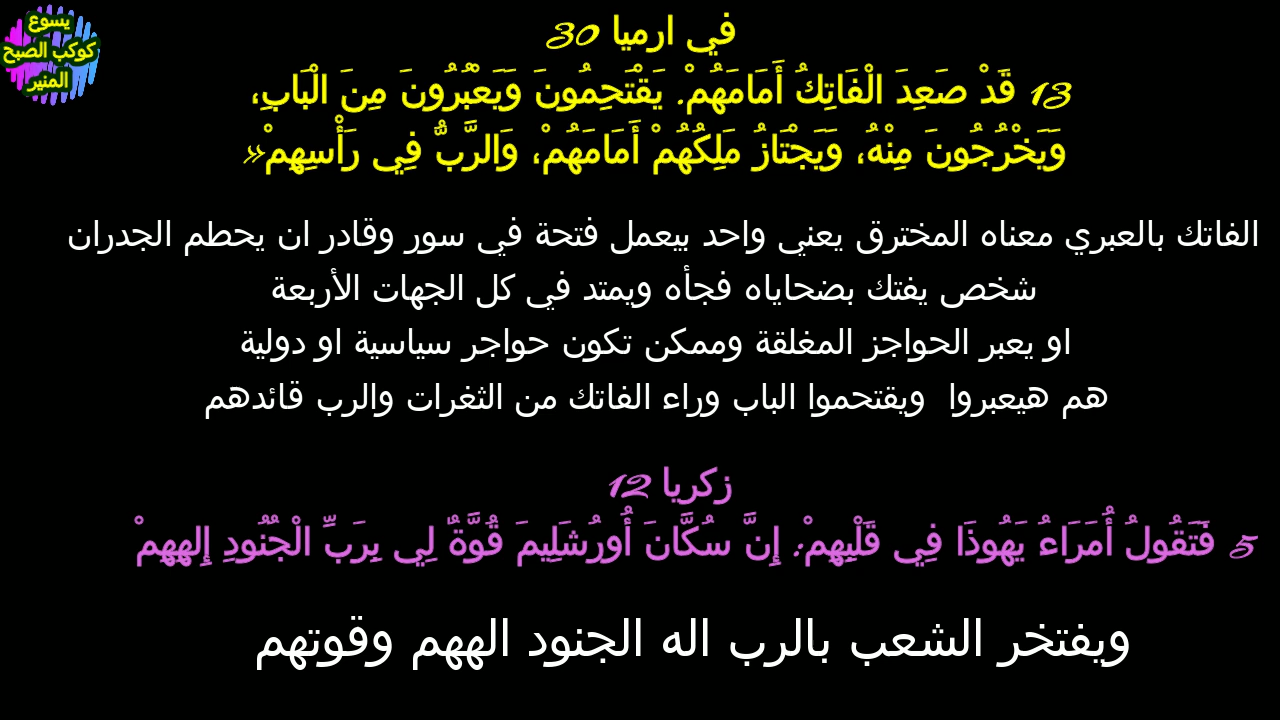 يسوع
كوكب الصبح
المنير
في ارميا 30
13 قَدْ صَعِدَ الْفَاتِكُ أَمَامَهُمْ. يَقْتَحِمُونَ وَيَعْبُرُونَ مِنَ الْبَابِ،
وَيَخْرُجُونَ مِنْهُ، وَيَجْتَازُ مَلِكُهُمْ أَمَامَهُمْ، وَالرَّبُّ فِي رَأْسِهِمْ«
الفاتك بالعبري معناه المخترق يعنى واحد بيعمل فتحة في سور وقادر ان يحطم الجدران
شخص يفتك بضحاياه فجأه ويمتد فى كل الجهات الأربعة
او يعبر الحواجز المغلقة وممكن تكون حواجر سياسية او دولية
هم هيعبروا ويقتحموا الباب وراء الفاتك من الثغرات والرب قائدهم
زكريا 12
5 فَتَقُولُ أُمَرَاءُ يَهُوذَا فِي قَلْبِهِمْ: إِنَّ سُكَّانَ أُورُشَلِيمَ قُوَّةٌ لِي بِرَبِّ الْجُنُودِ إِلهِهِمْ
ويفتخر الشعب بالرب اله الجنود الههم وقوتهم